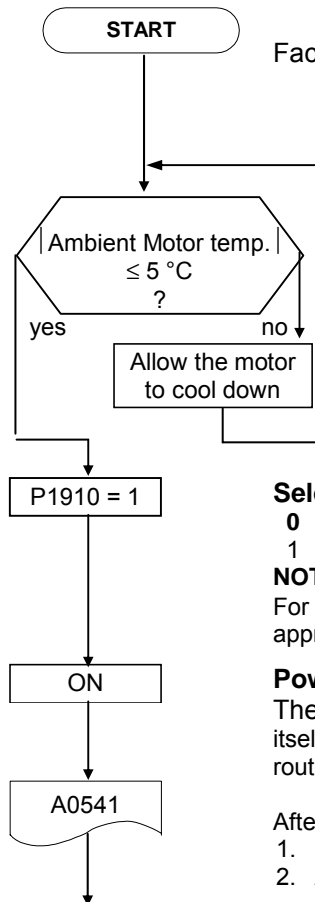 START
Fac
| Ambient Motor temp. |
≤ 5 °C
?
yes
no
Allow the motor
to cool down
P1910 = 1
Sel
0
1
NOT
For
appr
ON
Pow
The
itsel
rout
A0541
Afte
1.
2.